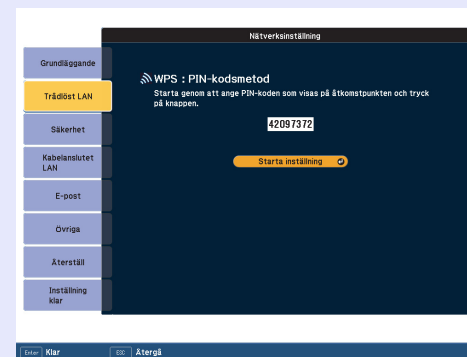 Nätverksinställning
Grundläggande
Trådlöst LAN
Säkerhet
Kabelanslutet
LAN
E-post
Övriga
Återställ
Inställning
klar
WPS : PIN-kodsmetod
Starta genom att ange PIN-koden som visas på åtkomstpunkten och tryck
på knappen.
42097372
Starta inställning
Enter Klar ESC Återgå